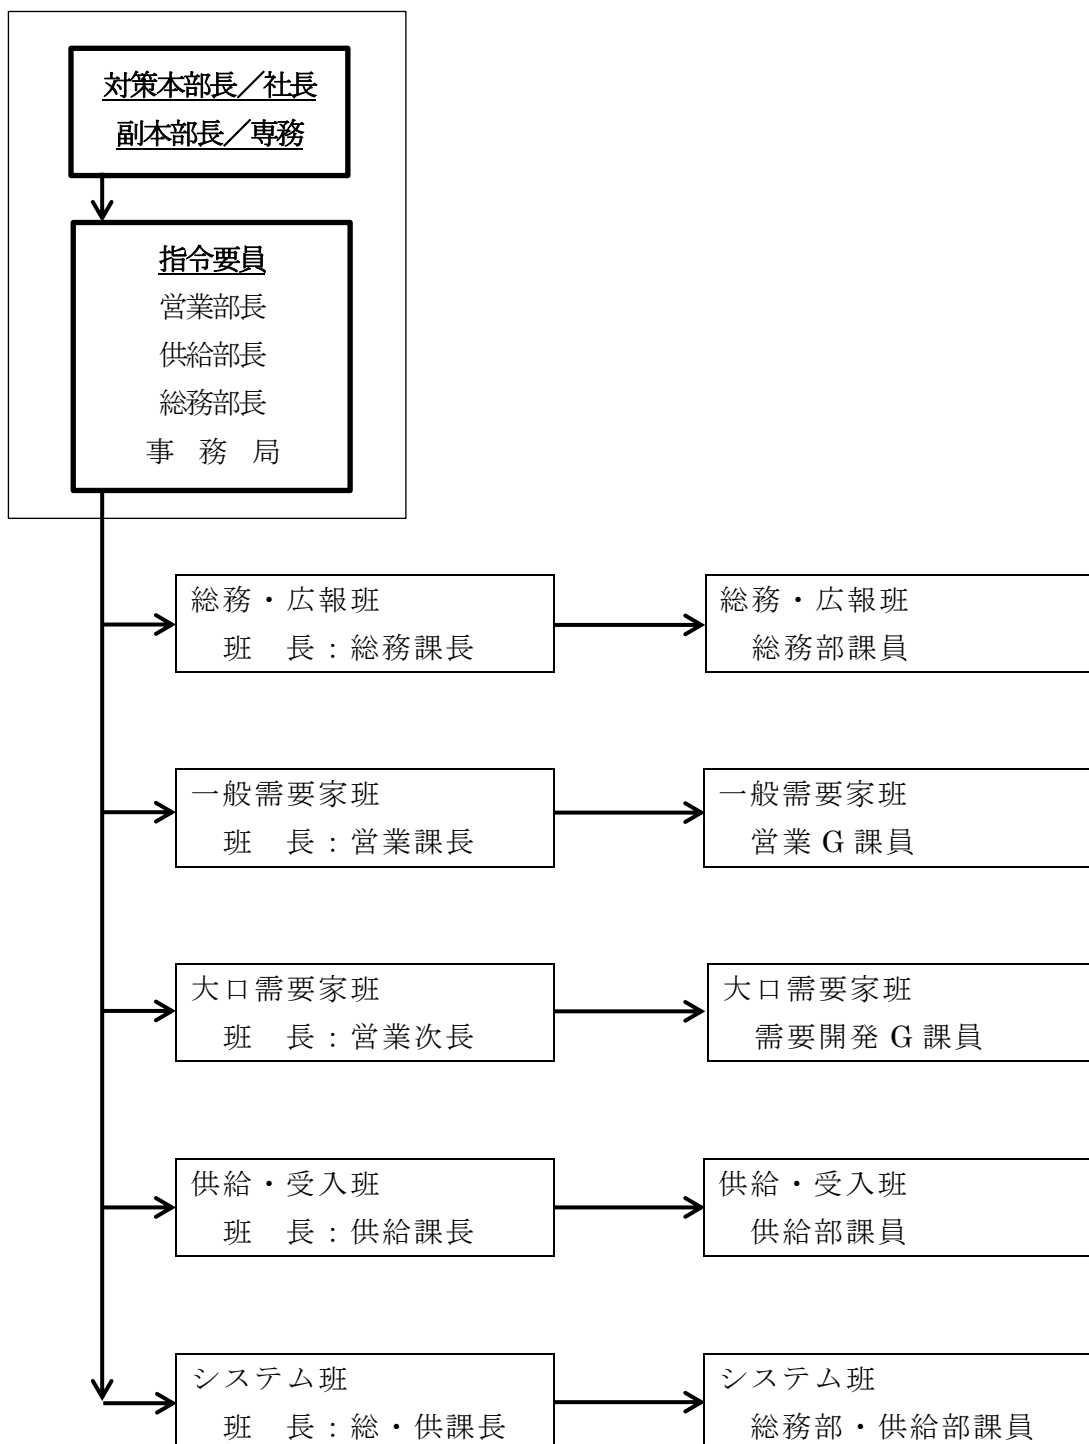 対策本部長／社長
副本部長／専務
指令要員
営業部長
供給部長
総務部長
事　務　局
総務・広報班
班　長：総務課長
総務・広報班
総務部課員
一般需要家班
班　長：営業課長
一般需要家班
営業 G 課員
大口需要家班
班　長：営業次長
大口需要家班
需要開発 G 課員
供給・受入班
班　長：供給課長
供給・受入班
供給部課員
システム班
班　長：総・供課長
システム班
総務部・供給部課員